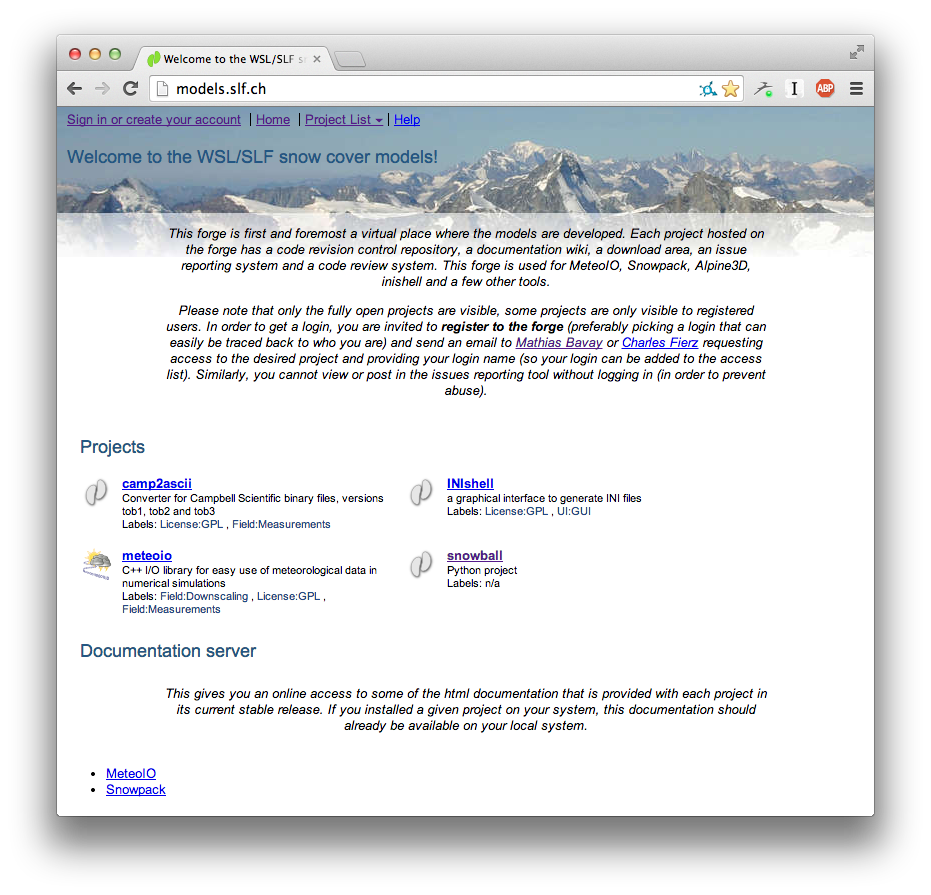 Welcome to the WSL/SLF s
models.slf.ch
ABP
Sign in or create your account | Home | Project List | Help
Welcome to the WSL/SLF snow cover models!
This forge is first and foremost a virtual place where the models are developed. Each project hosted on
the forge has a code revision control repository, a documentation wiki, a download area, an issue
reporting system and a code review system. This forge is used for MeteoIO, Snowpack, Alpine3D,
inishell and a few other tools.
Please note that only the fully open projects are visible, some projects are only visible to registered
users. In order to get a login, you are invited to register to the forge (preferably picking a login that can
easily be traced back to who you are) and send an email to Mathias Bavay or Charles Fierz requesting
access to the desired project and providing your login name (so your login can be added to the access
list). Similarly, you cannot view or post in the issues reporting tool without logging in (in order to prevent
abuse).
Projects
camp2ascii
Converter for Campbell Scientific binary files, versions
tob1, tob2 and tob3
Labels: License:GPL , Field:Measurements
INIshell
a graphical interface to generate INI files
Labels: License:GPL , UI:GUI
meteoio
C++ I/O library for easy use of meteorological data in
numerical simulations
Labels: Field:Downscaling , License:GPL ,
Field:Measurements
snowball
Python project
Labels: n/a
Documentation server
This gives you an online access to some of the html documentation that is provided with each project in
its current stable release. If you installed a given project on your system, this documentation should
already be available on your local system.
• MeteoIO
• Snowpack